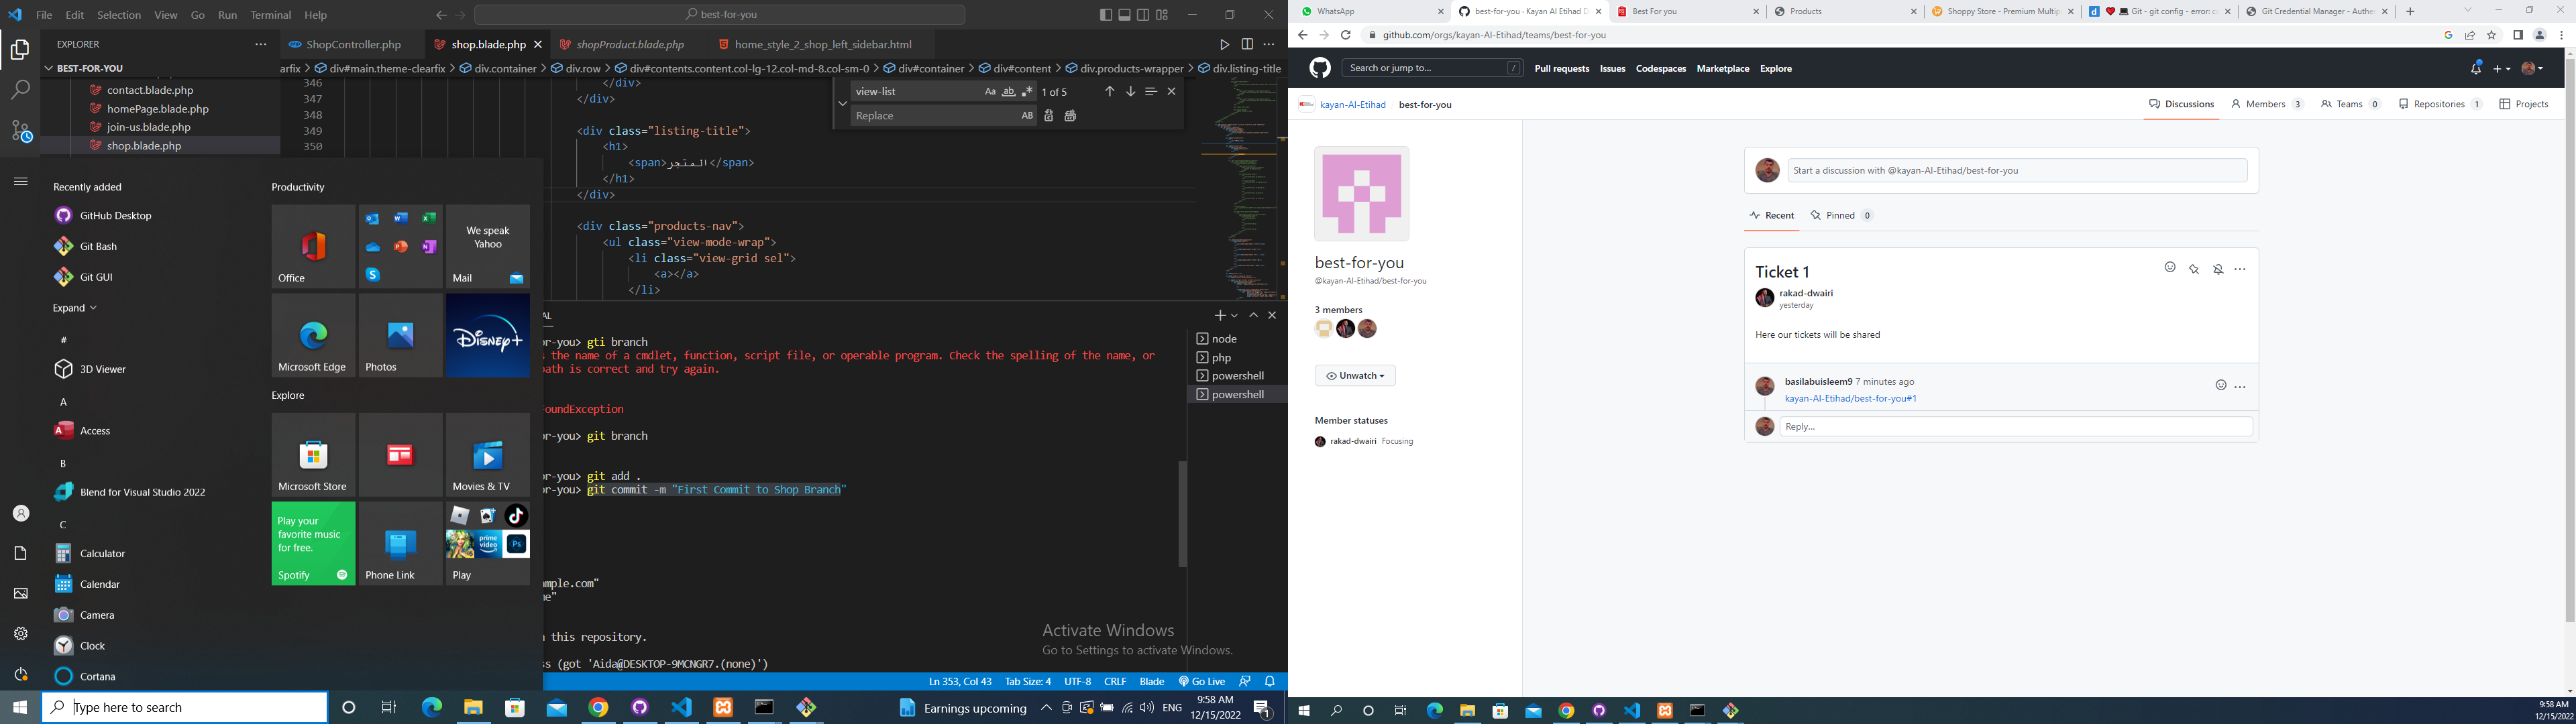 File Edit Selection View Go Run Terminal Help
best-for-you
EXPLORER
ShopController.php
shop.blade.php
shopProduct.blade.php
home_style_2_shop_left_sidebar.html
BEST-FOR-YOU
arfix > div#main.theme-clearfix > div.container > div.row > div#contents.content.col-lg-12.col-md-8.col-sm-0 > div#container > div#content > div.products-wrapper > div.listing-title
contact.blade.php
homePage.blade.php
join-us.blade.php
shop.blade.php
346 </div>
347 </div>
348
349 <div class="listing-title">
350 <h1>
<span>المتجر</span>
</h1>
</div>
<div class="products-nav">
<ul class="view-mode-wrap">
<li class="view-grid sel">
<a></a>
</li>
view-list
Aa
1 of 5
Replace
AB
Recently added
GitHub Desktop
Git Bash
Git GUI
Expand
#
3D Viewer
A
Access
B
Blend for Visual Studio 2022
C
Calculator
Calendar
Camera
Clock
Cortana
Productivity
Office
We speak
Yahoo
Mail
Microsoft Edge
Photos
Disney+
Explore
Microsoft Store
Movies & TV
Play your
favorite music
for free.
Spotify
Phone Link
prime video
Ps
Play
AL
or-you> gti branch
s the name of a cmdlet, function, script file, or operable program. Check the spelling of the name, or
path is correct and try again.
FoundException
or-you> git branch
or-you> git add .
or-you> git commit -m "First Commit to Shop Branch"
ample.com"
me"
n this repository.
ss (got 'Aida@DESKTOP-9MCNGR7.(none)')
node
php
powershell
powershell
Activate Windows
Go to Settings to activate Windows.
Ln 353, Col 43 Tab Size: 4 UTF-8 CRLF Blade Go Live
Type here to search
Earnings upcoming
ENG
9:58 AM
12/15/2022
1
WhatsApp
best-for-you · Kayan Al Etihad D
Best For you
Products
Shoppy Store - Premium Multip
Git - git config - error: c
Git Credential Manager - Auther
github.com/orgs/kayan-Al-Etihad/teams/best-for-you
Search or jump to...
/
Pull requests Issues Codespaces Marketplace Explore
kayan-Al-Etihad best-for-you
Discussions
Members 3
Teams 0
Repositories 1
Projects
best-for-you
@kayan-Al-Etihad/best-for-you
3 members
Unwatch
Member statuses
rakad-dwairi Focusing
Start a discussion with @kayan-Al-Etihad/best-for-you
Recent
Pinned 0
Ticket 1
rakad-dwairi
yesterday
Here our tickets will be shared
basilabuisleem9 7 minutes ago
kayan-Al-Etihad/best-for-you#1
Reply...
9:58 AM
12/15/2022